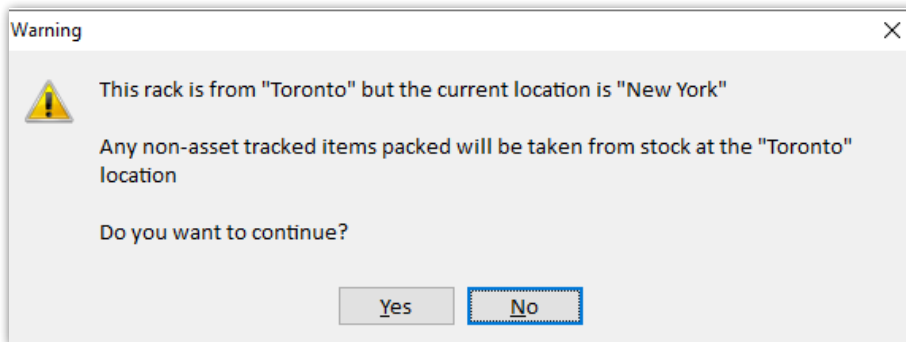 Warning
This rack is from "Toronto" but the current location is "New York"
Any non-asset tracked items packed will be taken from stock at the "Toronto"
location
Do you want to continue?
Yes
No